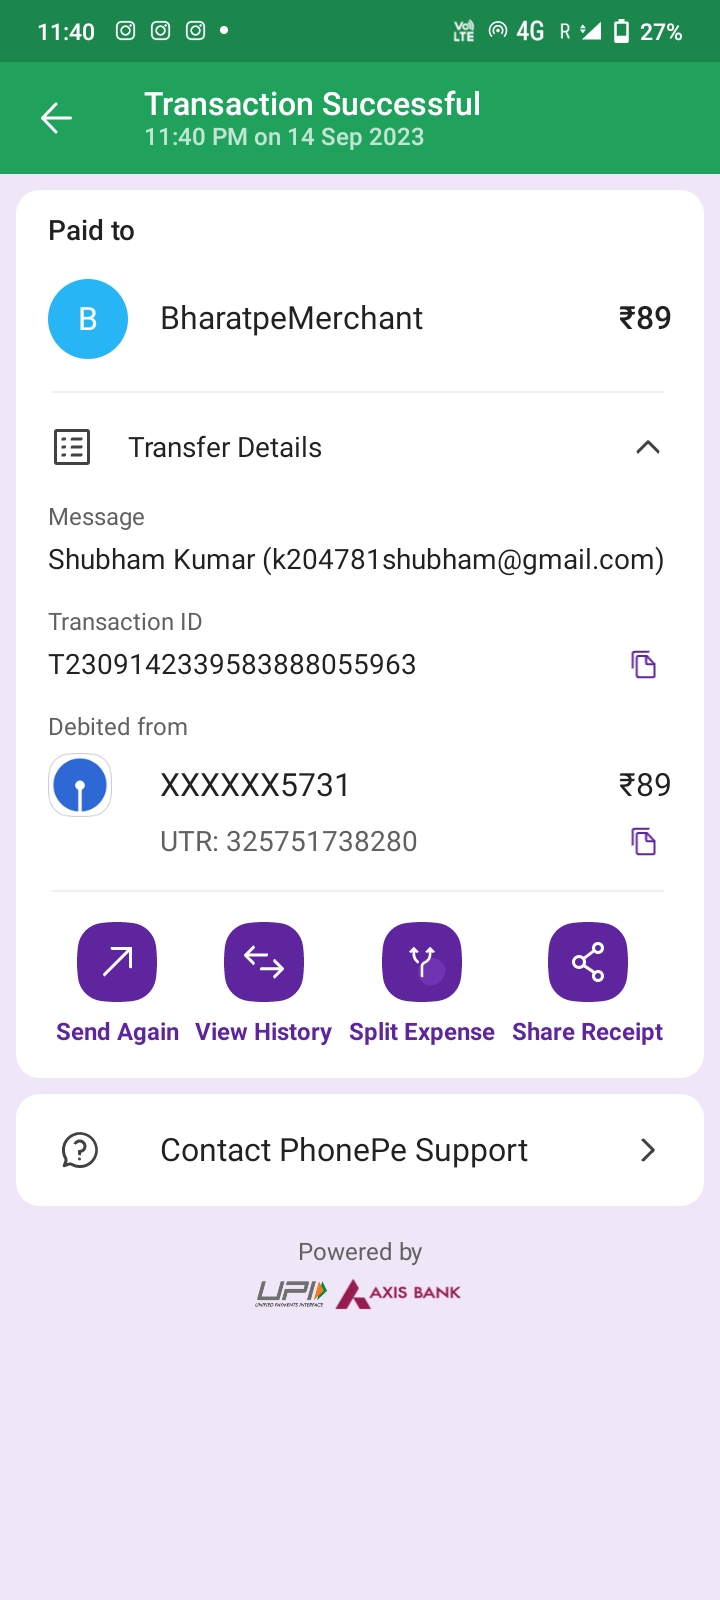 11:40 Vo)) LTE 4G R 27%
Transaction Successful
11:40 PM on 14 Sep 2023
Paid to
B BharatpeMerchant ₹89
Transfer Details
Message
Shubham Kumar (k204781shubham@gmail.com)
Transaction ID
T2309142339583888055963
Debited from
XXXXXX5731 ₹89
UTR: 325751738280
Send Again View History Split Expense Share Receipt
Contact PhonePe Support
Powered by
UPI AXIS BANK
UNIFIED PAYMENTS INTERFACE